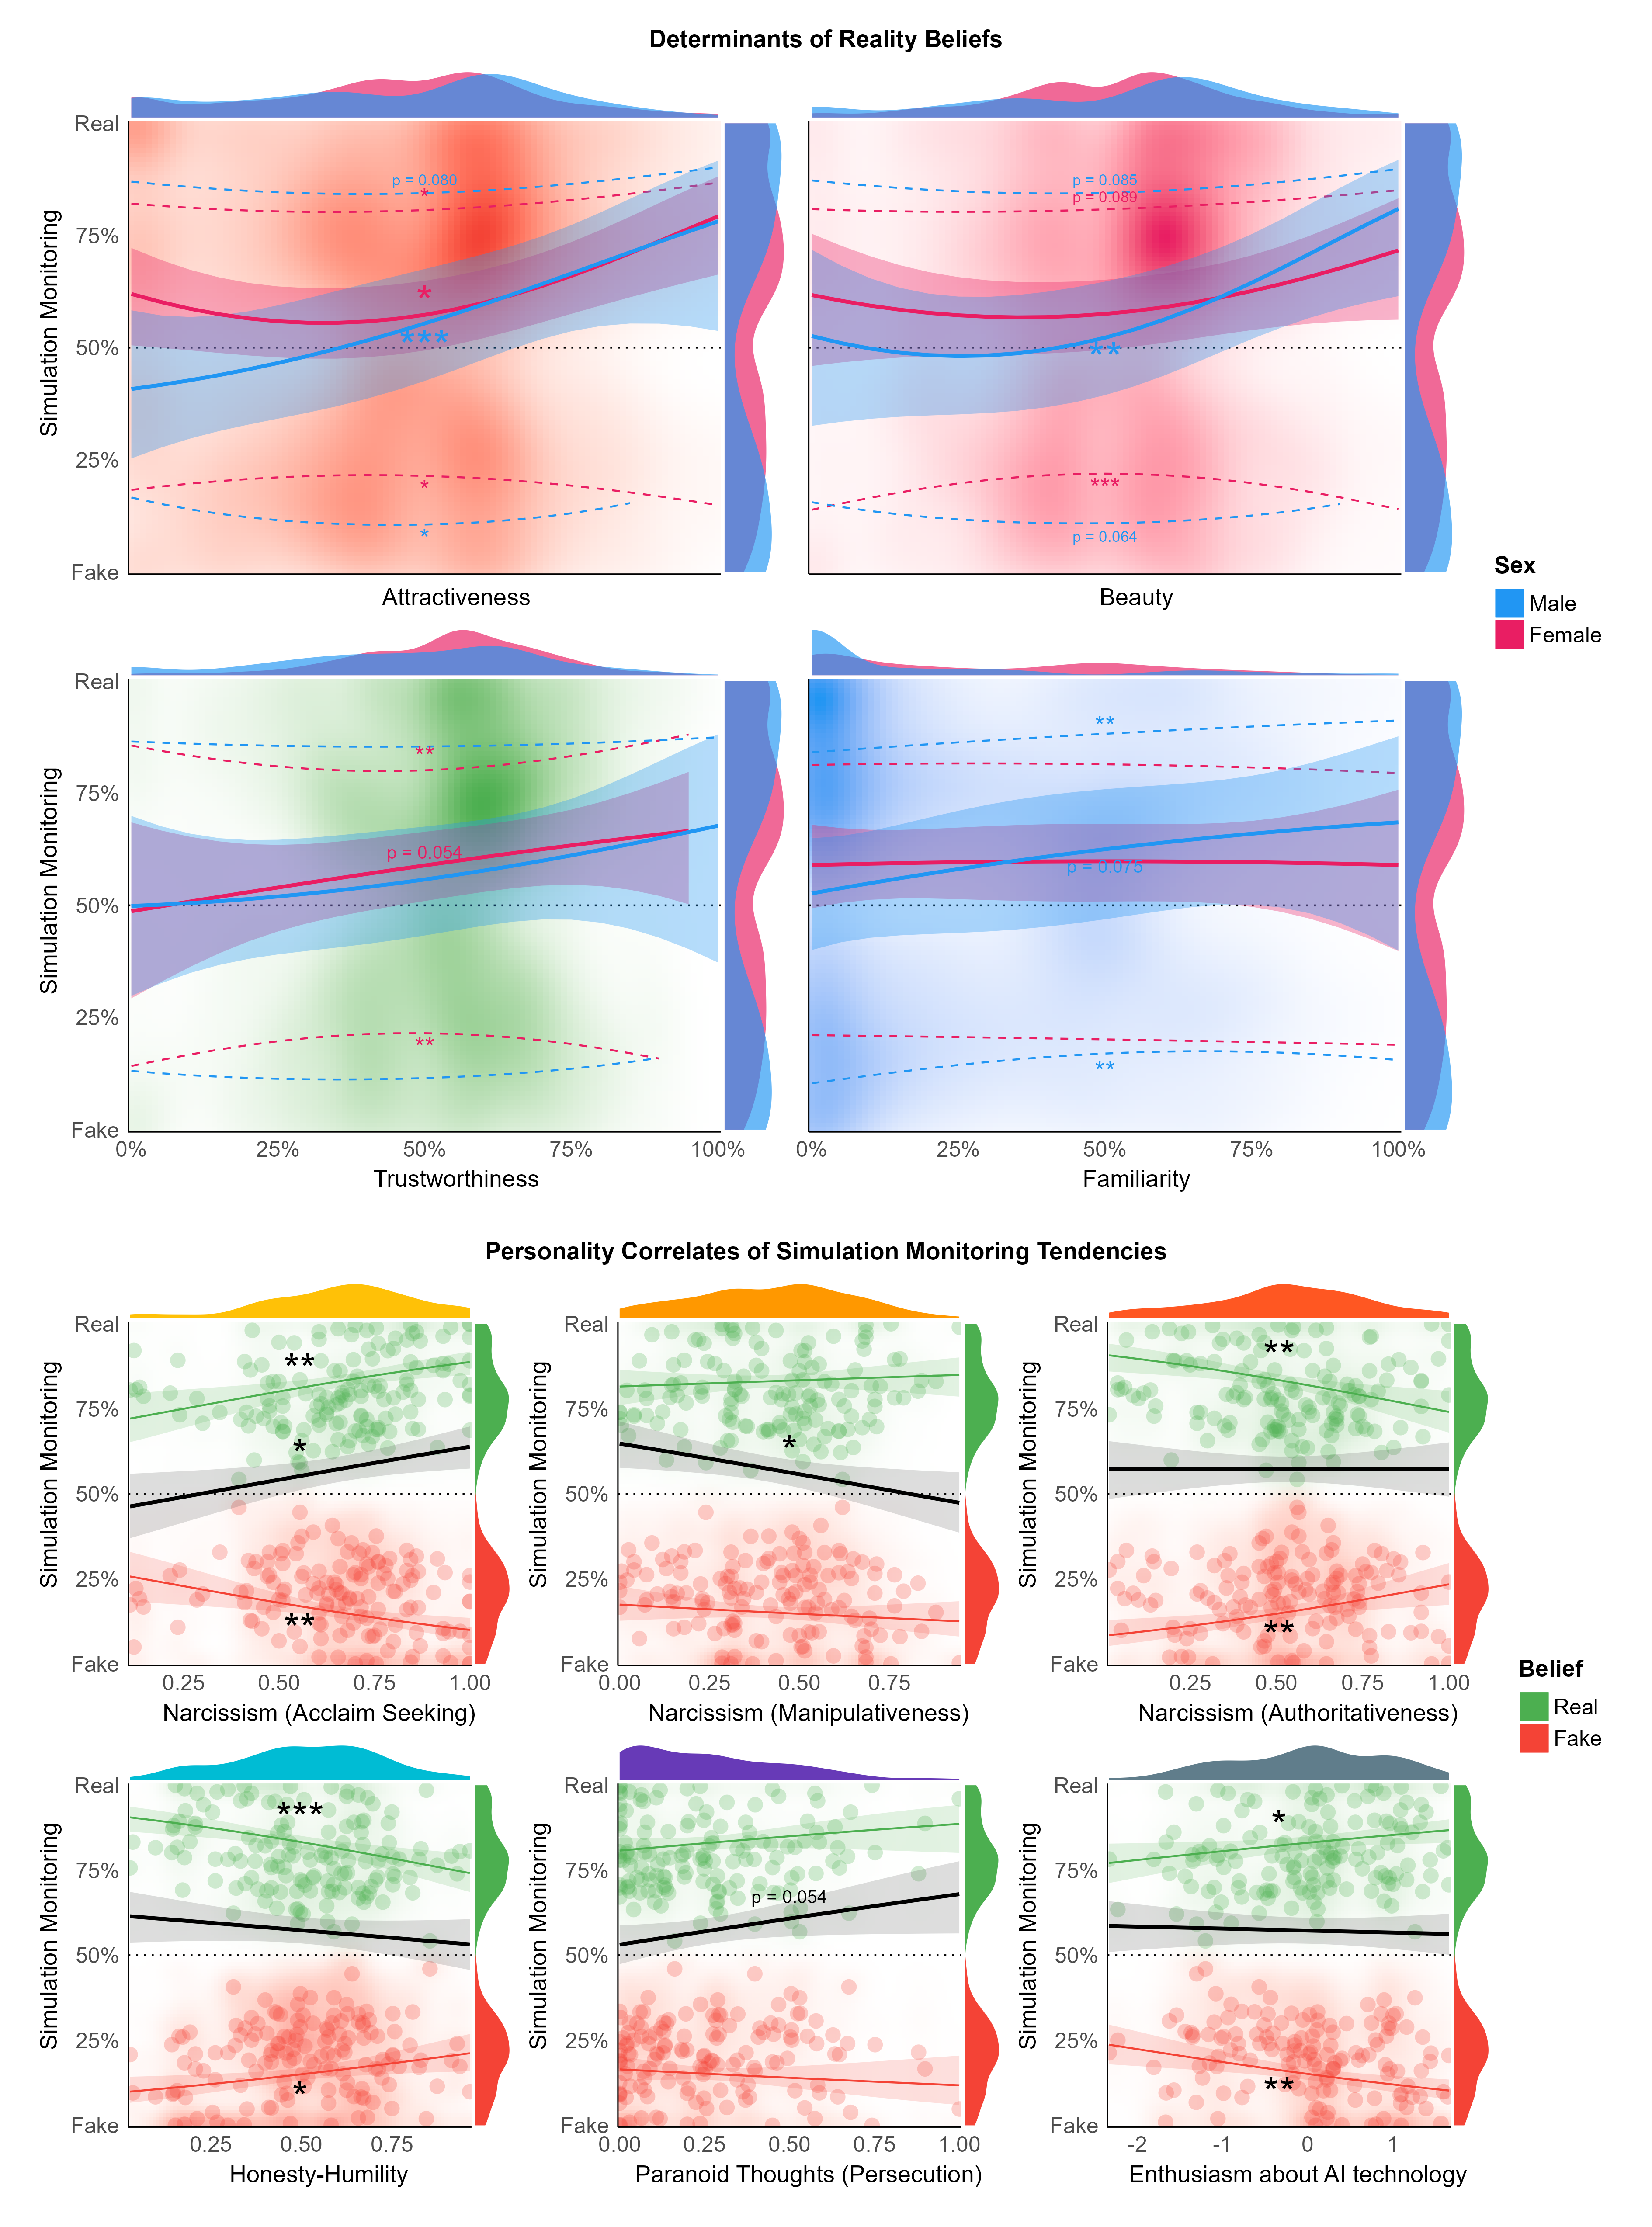 Determinants of Reality Beliefs
Real
75%
50%
25%
Fake
Simulation Monitoring
p = 0.080
*
*
***
*
*
Attractiveness
p = 0.085
p = 0.089
**
***
p = 0.064
Beauty
Sex
Male
Female
Real
75%
50%
25%
Fake
Simulation Monitoring
**
p = 0.054
**
0% 25% 50% 75% 100%
Trustworthiness
**
p = 0.075
**
0% 25% 50% 75% 100%
Familiarity
Personality Correlates of Simulation Monitoring Tendencies
Real
75%
50%
25%
Fake
Simulation Monitoring
**
*
**
0.25 0.50 0.75 1.00
Narcissism (Acclaim Seeking)
Real
75%
50%
25%
Fake
Simulation Monitoring
*
0.00 0.25 0.50 0.75
Narcissism (Manipulativeness)
Real
75%
50%
25%
Fake
Simulation Monitoring
**
**
0.25 0.50 0.75 1.00
Narcissism (Authoritativeness)
Belief
Real
Fake
Real
75%
50%
25%
Fake
Simulation Monitoring
***
*
0.25 0.50 0.75
Honesty-Humility
Real
75%
50%
25%
Fake
Simulation Monitoring
p = 0.054
0.00 0.25 0.50 0.75 1.00
Paranoid Thoughts (Persecution)
Real
75%
50%
25%
Fake
Simulation Monitoring
*
**
-2 -1 0 1
Enthusiasm about AI technology